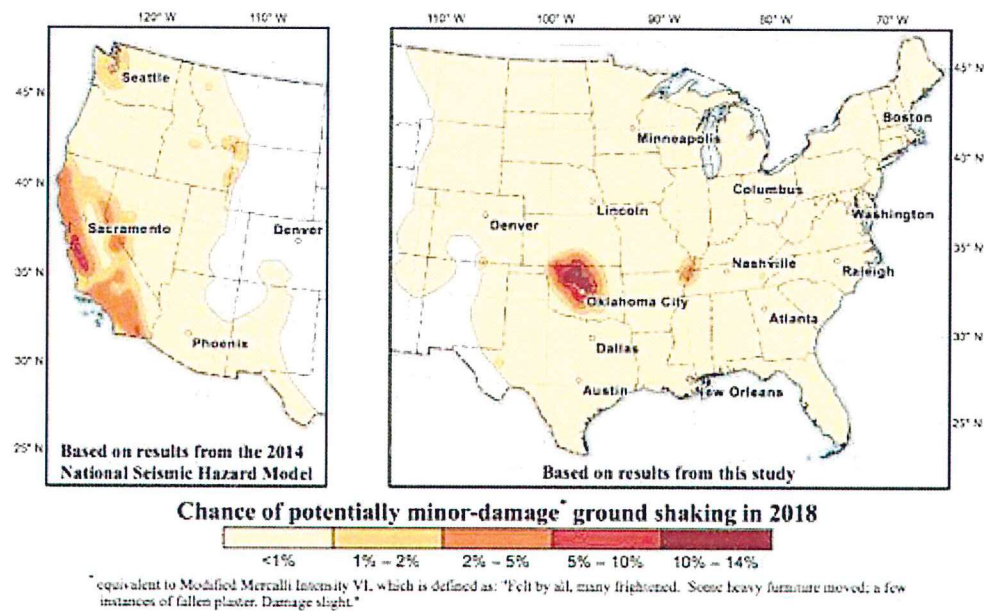 120° W 110° W
110° W 100° W 90° W 80° W 70° W
45° N
40° N
35° N
30° N
25° N
Seattle
Sacramento
Denver
Phoenix
Based on results from the 2014
National Seismic Hazard Model
45° N
40° N
35° N
30° N
25° N
Minneapolis
Boston
Columbus
Lincoln
Denver
Washington
Nashville
Raleigh
Oklahoma City
Atlanta
Dallas
Austin
New Orleans
Based on results from this study
Chance of potentially minor-damage* ground shaking in 2018
<1% 1% – 2% 2% – 5% 5% – 10% 10% – 14%
* equivalent to Modified Mercalli Intensity VI, which is defined as: "Felt by all, many frightened. Some heavy furniture moved; a few
instances of fallen plaster. Damage slight."